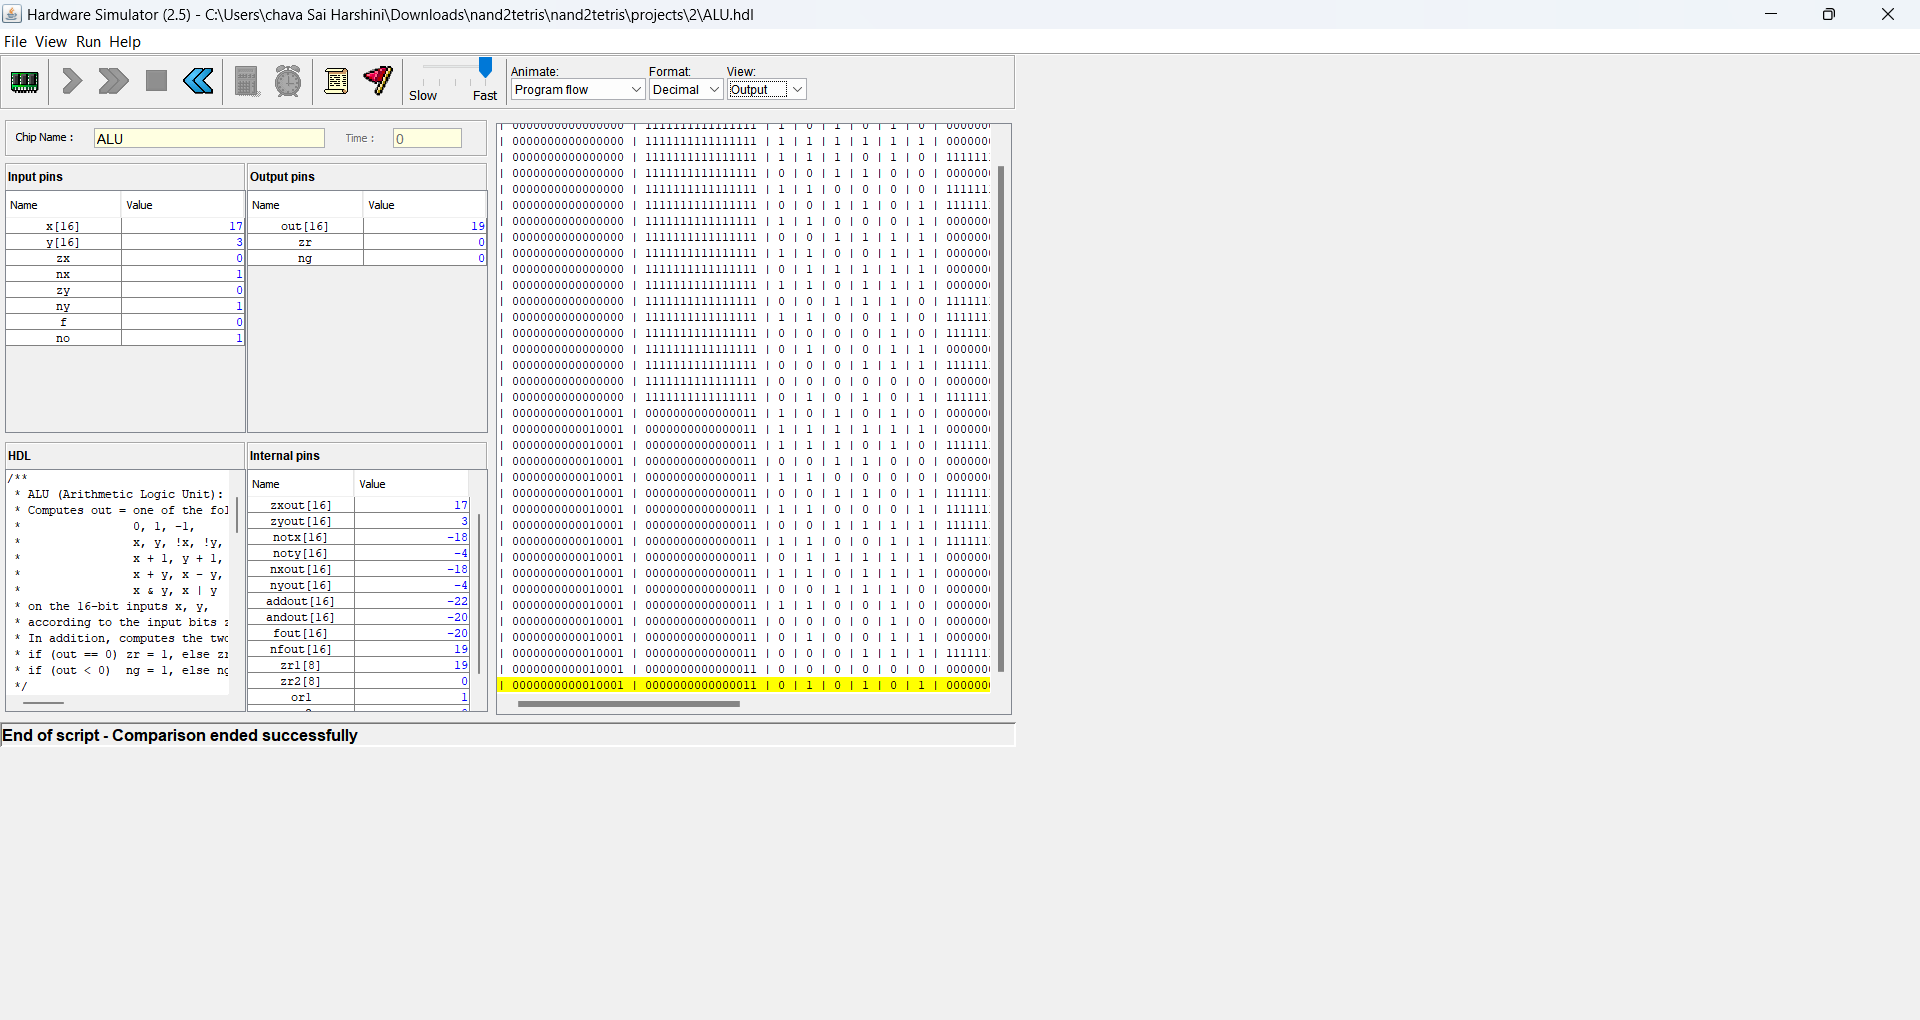 Hardware Simulator (2.5) - C:\Users\chava Sai Harshini\Downloads\nand2tetris\nand2tetris\projects\2\ALU.hdl
File View Run Help
Slow Fast
Animate: Format: View:
Program flow Decimal Output
Chip Name : ALU Time : 0
Input pins
Name Value
x[16] 17
y[16] 3
zx 0
nx 1
zy 0
ny 1
f 0
no 1
Output pins
Name Value
out[16] 19
zr 0
ng 0
HDL
/**
* ALU (Arithmetic Logic Unit):
* Computes out = one of the
* 0, 1, -1,
* x, y, !x, !y,
* x + 1, y + 1,
* x + y, x - y,
* x & y, x | y
* on the 16-bit inputs x, y,
* according to the input bits
* In addition, computes the
* if (out == 0) zr = 1, else
* if (out < 0) ng = 1, else
*/
Internal pins
Name Value
zxout[16] 17
zyout[16] 3
notx[16] -18
noty[16] -4
nxout[16] -18
nyout[16] -4
addout[16] -22
andout[16] -20
fout[16] -20
nfout[16] 19
zr1[8] 19
zr2[8] 0
or1 1
| 0000000000000000 | 1111111111111111 | 1 | 0 | 1 | 0 | 1 | 0 | 000000
| 0000000000000000 | 1111111111111111 | 1 | 1 | 1 | 1 | 1 | 1 | 000000
| 0000000000000000 | 1111111111111111 | 1 | 1 | 1 | 0 | 1 | 0 | 111111
| 0000000000000000 | 1111111111111111 | 0 | 0 | 1 | 1 | 0 | 0 | 000000
| 0000000000000000 | 1111111111111111 | 1 | 1 | 0 | 0 | 0 | 0 | 111111
| 0000000000000000 | 1111111111111111 | 0 | 0 | 1 | 1 | 0 | 1 | 111111
| 0000000000000000 | 1111111111111111 | 1 | 1 | 0 | 0 | 0 | 1 | 000000
| 0000000000000000 | 1111111111111111 | 0 | 0 | 1 | 1 | 1 | 1 | 000000
| 0000000000000000 | 1111111111111111 | 1 | 1 | 0 | 0 | 1 | 1 | 000000
| 0000000000000000 | 1111111111111111 | 0 | 1 | 1 | 1 | 1 | 1 | 000000
| 0000000000000000 | 1111111111111111 | 1 | 1 | 0 | 1 | 1 | 1 | 000000
| 0000000000000000 | 1111111111111111 | 0 | 0 | 1 | 1 | 1 | 0 | 111111
| 0000000000000000 | 1111111111111111 | 1 | 1 | 0 | 0 | 1 | 0 | 111111
| 0000000000000000 | 1111111111111111 | 0 | 0 | 0 | 0 | 1 | 0 | 111111
| 0000000000000000 | 1111111111111111 | 0 | 1 | 0 | 0 | 1 | 1 | 000000
| 0000000000000000 | 1111111111111111 | 0 | 0 | 0 | 1 | 1 | 1 | 111111
| 0000000000000000 | 1111111111111111 | 0 | 0 | 0 | 0 | 0 | 0 | 000000
| 0000000000000000 | 1111111111111111 | 0 | 1 | 0 | 1 | 0 | 1 | 111111
| 0000000000010001 | 0000000000000011 | 1 | 0 | 1 | 0 | 1 | 0 | 000000
| 0000000000010001 | 0000000000000011 | 1 | 1 | 1 | 1 | 1 | 1 | 000000
| 0000000000010001 | 0000000000000011 | 1 | 1 | 1 | 0 | 1 | 0 | 111111
| 0000000000010001 | 0000000000000011 | 0 | 0 | 1 | 1 | 0 | 0 | 000000
| 0000000000010001 | 0000000000000011 | 1 | 1 | 0 | 0 | 0 | 0 | 000000
| 0000000000010001 | 0000000000000011 | 0 | 0 | 1 | 1 | 0 | 1 | 111111
| 0000000000010001 | 0000000000000011 | 1 | 1 | 0 | 0 | 0 | 1 | 111111
| 0000000000010001 | 0000000000000011 | 0 | 0 | 1 | 1 | 1 | 1 | 111111
| 0000000000010001 | 0000000000000011 | 1 | 1 | 0 | 0 | 1 | 1 | 111111
| 0000000000010001 | 0000000000000011 | 0 | 1 | 1 | 1 | 1 | 1 | 000000
| 0000000000010001 | 0000000000000011 | 1 | 1 | 0 | 1 | 1 | 1 | 000000
| 0000000000010001 | 0000000000000011 | 0 | 0 | 1 | 1 | 1 | 0 | 000000
| 0000000000010001 | 0000000000000011 | 1 | 1 | 0 | 0 | 1 | 0 | 000000
| 0000000000010001 | 0000000000000011 | 0 | 0 | 0 | 0 | 1 | 0 | 000000
| 0000000000010001 | 0000000000000011 | 0 | 1 | 0 | 0 | 1 | 1 | 000000
| 0000000000010001 | 0000000000000011 | 0 | 0 | 0 | 1 | 1 | 1 | 111111
| 0000000000010001 | 0000000000000011 | 0 | 0 | 0 | 0 | 0 | 0 | 000000
| 0000000000010001 | 0000000000000011 | 0 | 1 | 0 | 1 | 0 | 1 | 000000
End of script - Comparison ended successfully